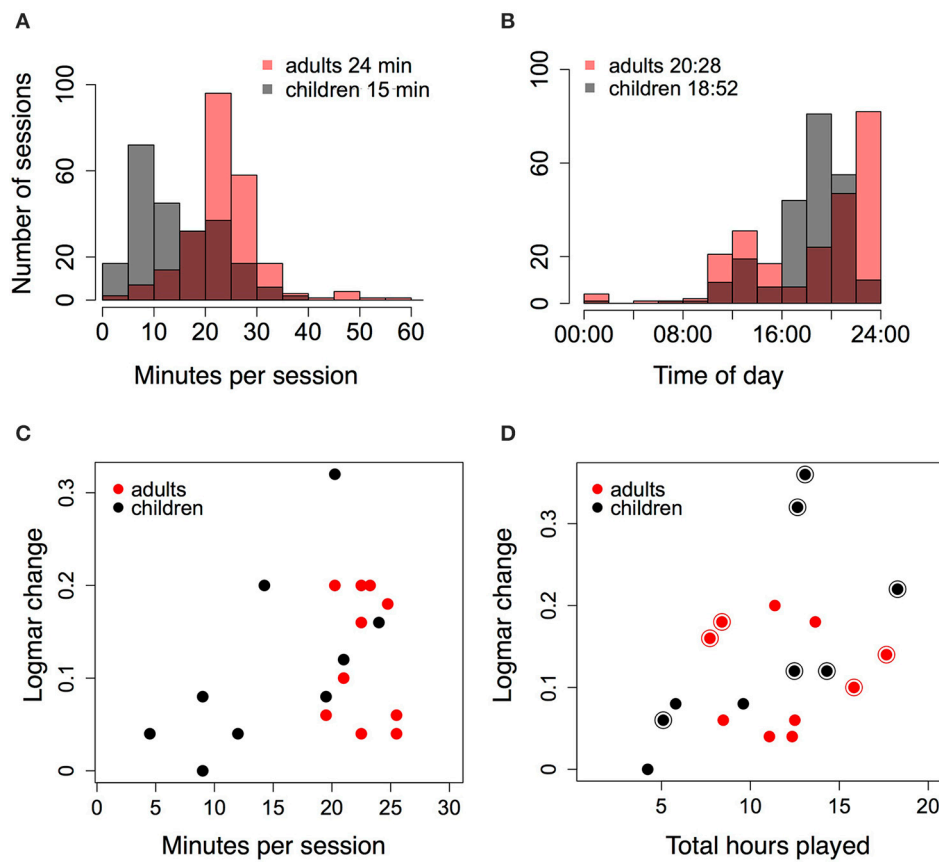 A
adults 24 min
children 15 min
Number of sessions
100
60
20
0
0 10 20 30 40 50 60
Minutes per session
B
adults 20:28
children 18:52
100
60
20
0
00:00 08:00 16:00 24:00
Time of day
C
adults
children
Logmar change
0.3
0.2
0.1
0
0 5 10 15 20 25 30
Minutes per session
D
adults
children
Logmar change
0.3
0.2
0.1
0
5 10 15 20
Total hours played